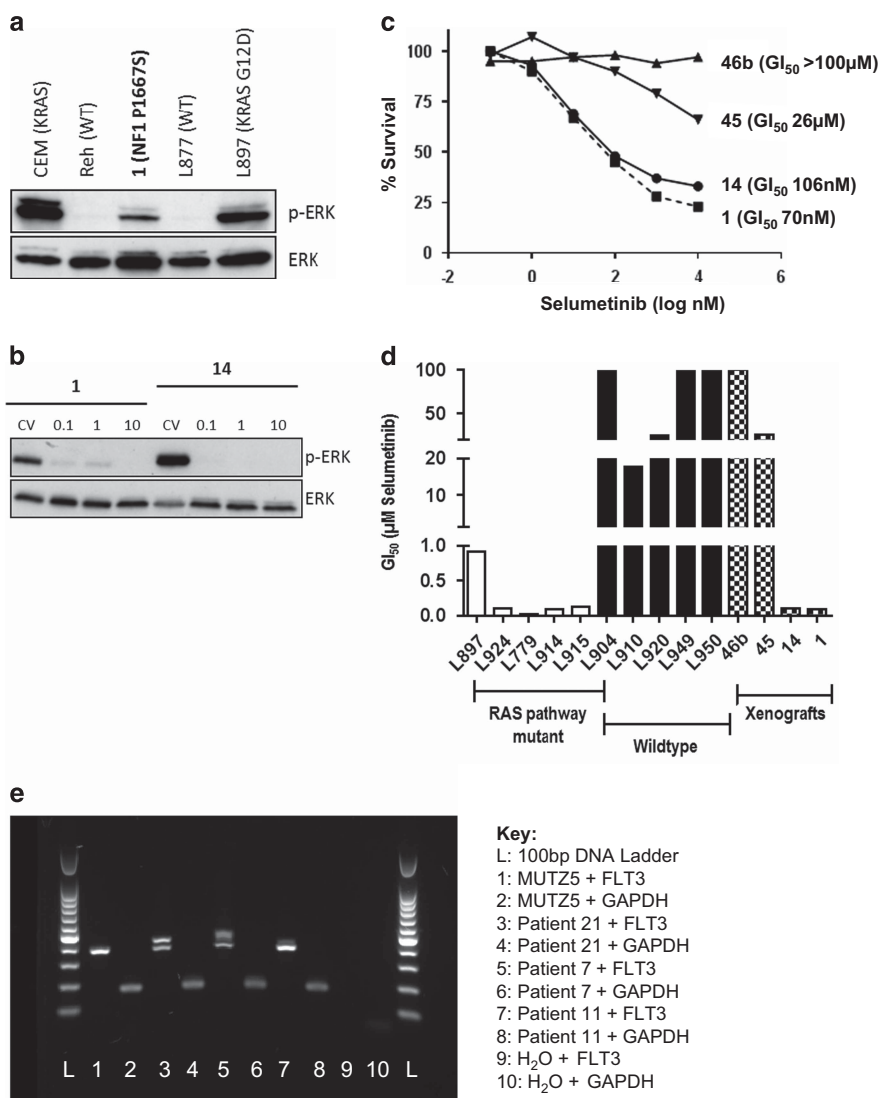 a
CEM (KRAS)
Reh (WT)
1 (NF1 P1667S)
L877 (WT)
L897 (KRAS G12D)
p-ERK
ERK
b
1
14
CV 0.1 1 10 CV 0.1 1 10
p-ERK
ERK
c
% Survival
100
75
50
25
0
-2 0 2 4 6
Selumetinib (log nM)
46b (GI50 >100µM)
45 (GI50 26µM)
14 (GI50 106nM)
1 (GI50 70nM)
d
GI50 (µM Selumetinib)
100
50
20
10
1.0
0.5
0.0
L897 L924 L779 L914 L915 L904 L910 L920 L949 L950 46b 45 14 1
RAS pathway
mutant
Wildtype
Xenografts
e
L 1 2 3 4 5 6 7 8 9 10 L
Key:
L: 100bp DNA Ladder
1: MUTZ5 + FLT3
2: MUTZ5 + GAPDH
3: Patient 21 + FLT3
4: Patient 21 + GAPDH
5: Patient 7 + FLT3
6: Patient 7 + GAPDH
7: Patient 11 + FLT3
8: Patient 11 + GAPDH
9: H2O + FLT3
10: H2O + GAPDH